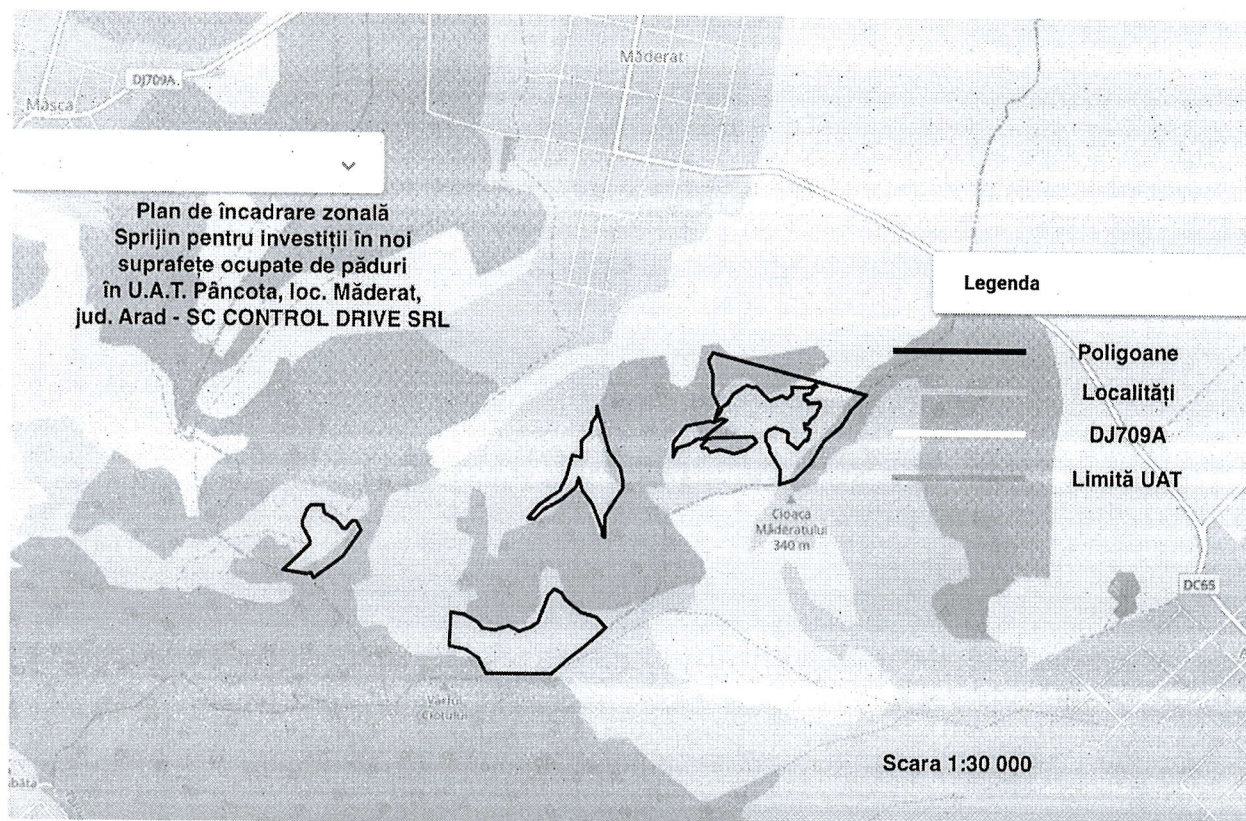 Măderat
DJ709A
Mâsca
Plan de încadrare zonală
Sprijin pentru investiții în noi
suprafețe ocupate de păduri
în U.A.T. Pâncota, loc. Măderat,
jud. Arad - SC CONTROL DRIVE SRL
Legenda
Poligoane
Localități
DJ709A
Limită UAT
Cioaca
Măderatului
340 m
DC65
Vârful
Ciotului
Scara 1:30 000